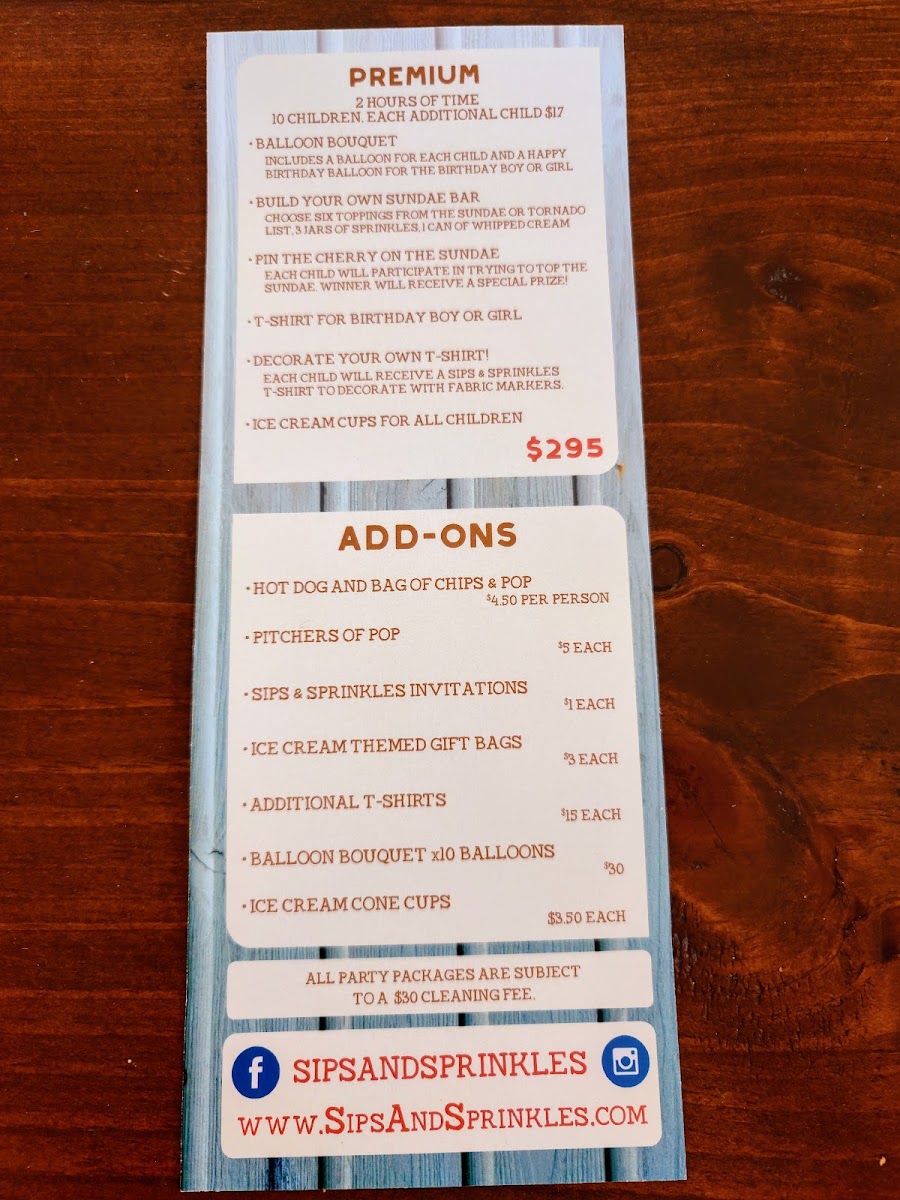 PREMIUM
2 HOURS OF TIME
10 CHILDREN. EACH ADDITIONAL CHILD $17
• BALLOON BOUQUET
INCLUDES A BALLOON FOR EACH CHILD AND A HAPPY
BIRTHDAY BALLOON FOR THE BIRTHDAY BOY OR GIRL
• BUILD YOUR OWN SUNDAE BAR
CHOOSE SIX TOPPINGS FROM THE SUNDAE OR TORNADO
LIST, 3 JARS OF SPRINKLES, 1 CAN OF WHIPPED CREAM
• PIN THE CHERRY ON THE SUNDAE
EACH CHILD WILL PARTICIPATE IN TRYING TO TOP THE
SUNDAE. WINNER WILL RECEIVE A SPECIAL PRIZE!
• T-SHIRT FOR BIRTHDAY BOY OR GIRL
• DECORATE YOUR OWN T-SHIRT!
EACH CHILD WILL RECEIVE A SIPS & SPRINKLES
T-SHIRT TO DECORATE WITH FABRIC MARKERS.
• ICE CREAM CUPS FOR ALL CHILDREN
$295
ADD-ONS
• HOT DOG AND BAG OF CHIPS & POP
$4.50 PER PERSON
• PITCHERS OF POP
$5 EACH
• SIPS & SPRINKLES INVITATIONS
$1 EACH
• ICE CREAM THEMED GIFT BAGS
$3 EACH
• ADDITIONAL T-SHIRTS
$15 EACH
• BALLOON BOUQUET x10 BALLOONS
$30
• ICE CREAM CONE CUPS
$3.50 EACH
ALL PARTY PACKAGES ARE SUBJECT
TO A $30 CLEANING FEE.
f SIPSANDSPRINKLES
WWW.SIPSANDSPRINKLES.COM